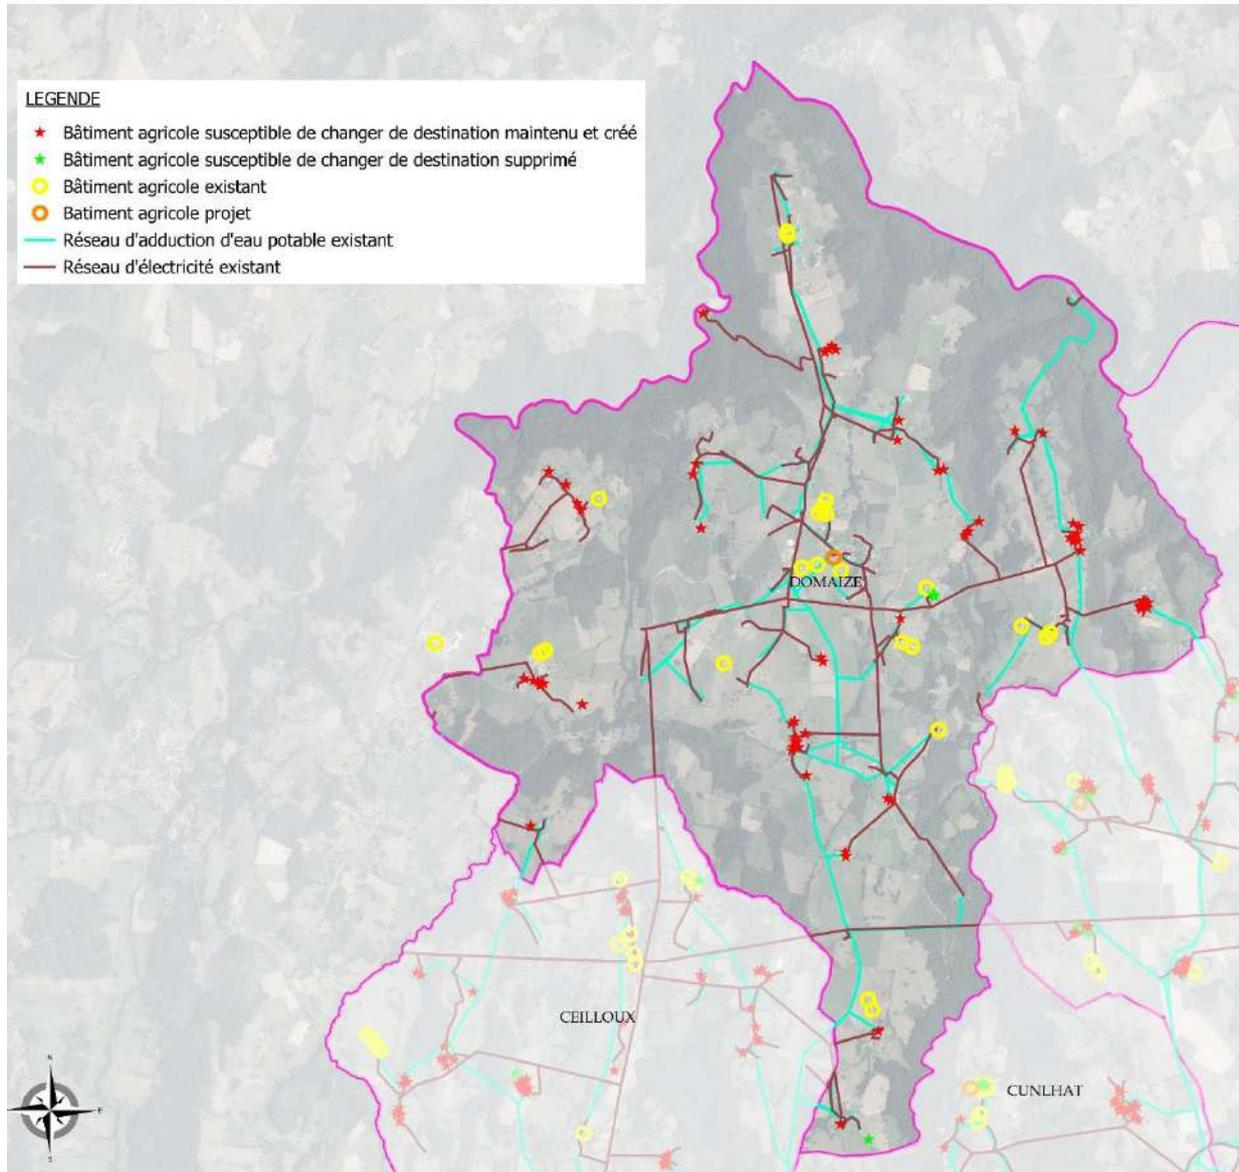 LEGENDE
Bâtiment agricole susceptible de changer de destination maintenu et créé
Bâtiment agricole susceptible de changer de destination supprimé
Bâtiment agricole existant
Batiment agricole projet
Réseau d'adduction d'eau potable existant
Réseau d'électricité existant
DOMAIZE
CEILLOUX
CUNLHAT
N
E
S